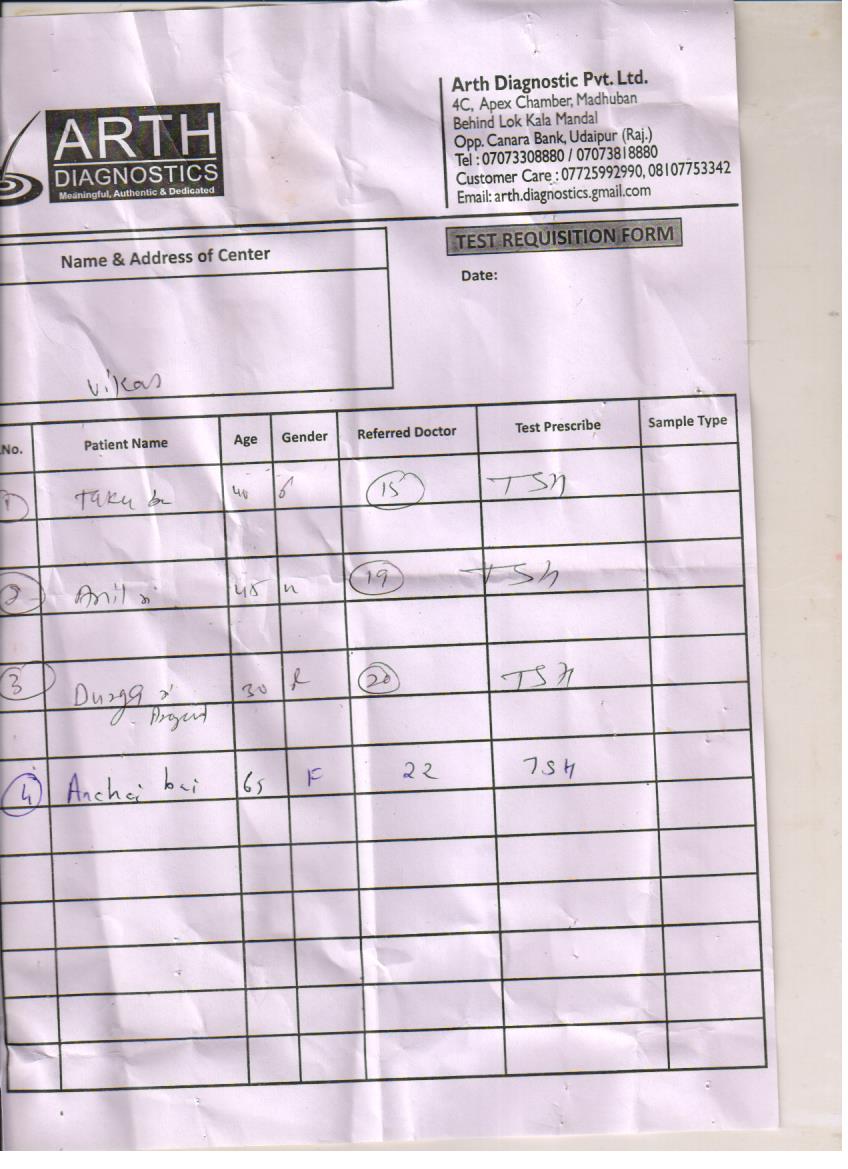 ARTH
DIAGNOSTICS
Meaningful, Authentic & Dedicated
Arth Diagnostic Pvt. Ltd.
4C, Apex Chamber, Madhuban
Behind Lok Kala Mandal
Opp. Canara Bank, Udaipur (Raj.)
Tel : 07073308880 / 07073818880
Customer Care : 07725992990, 08107753342
Email: arth.diagnostics.gmail.com
TEST REQUISITION FORM
Name & Address of Center
Date:
Vikas
.No. Patient Name Age Gender Referred Doctor Test Prescribe Sample Type
1 40 15 TSH
2 Anil 45 19 TSH
3 Durga 30 20 TSH
4 bai 65 F 22 TSH